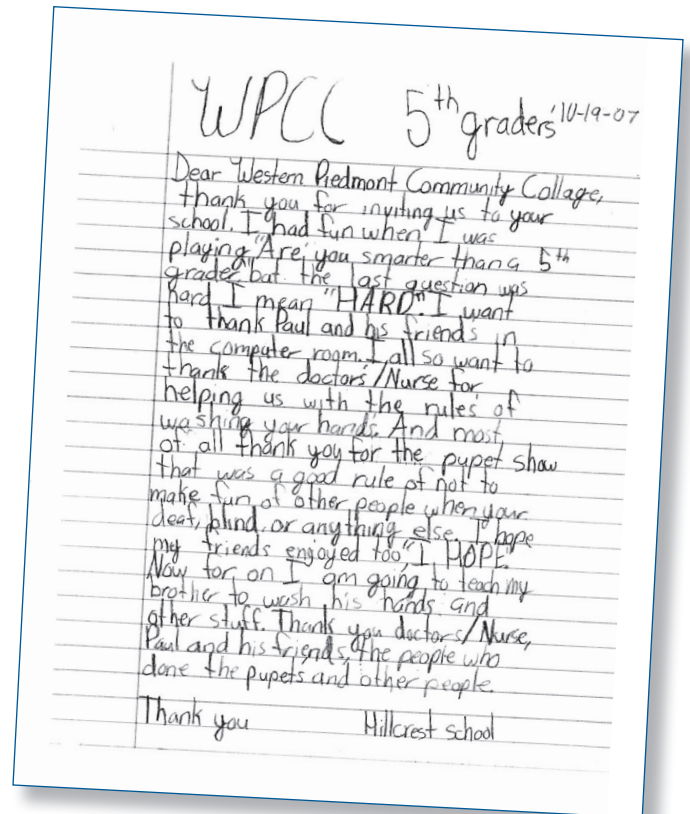 WPCC 5th graders' 10-19-07
Dear Western Piedmont Community Collage,
thank you for inviting us to your
school. I had fun when I was
playing "Are you smarter than a 5th
grader" bat the last question was
hard I mean "HARD". I want
to thank Paul and his friends in
the computer room. I all so want to
thank the doctors/Nurse for
helping us with the rules of
washing your hands. And most
of all thank you for the pupet show
that was a good rule of not to
make fun of other people when your
deaf, blind. or anything else. I hope
my friends enjoyed too, "I HOPE"
Now for on I am going to teach my
brother to wash his hands and
other stuff. Thank you doctors/Nurse,
Paul and his friends, the people who
done the pupets and other people.
Thank you Hillcrest school